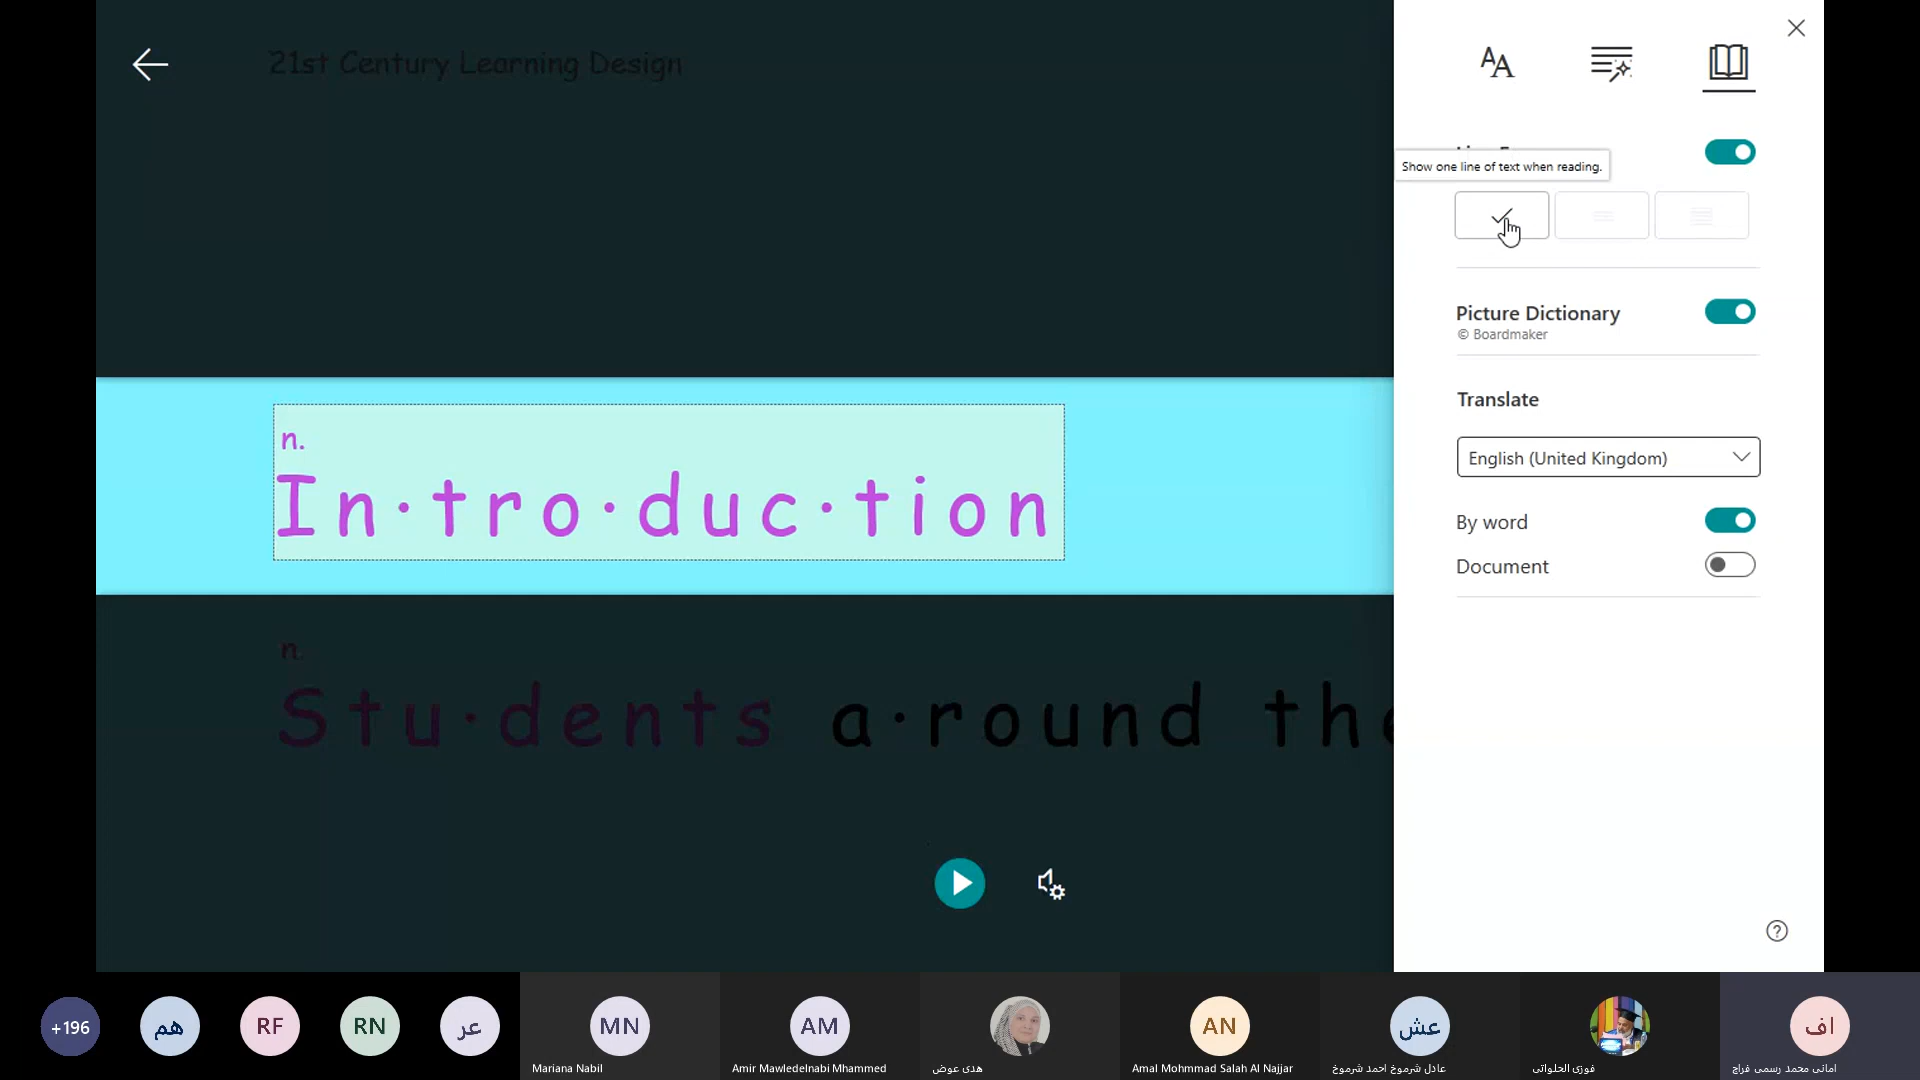 21st Century Learning Design
Show one line of text when reading.
Picture Dictionary
© Boardmaker
Translate
English (United Kingdom)
By word
Document
n.
In·tro·duc·tion
n.
Stu·dents a·round the
+196
هم
RF
RN
عر
MN
Mariana Nabil
AM
Amir Mawledelnabi Mhammed
هدى عوض
AN
Amal Mohmmad Salah Al Najjar
عش
عادل شرموخ احمد شرموخ
فوزى الحلوانى
اف
امانى محمد رسمى فراج